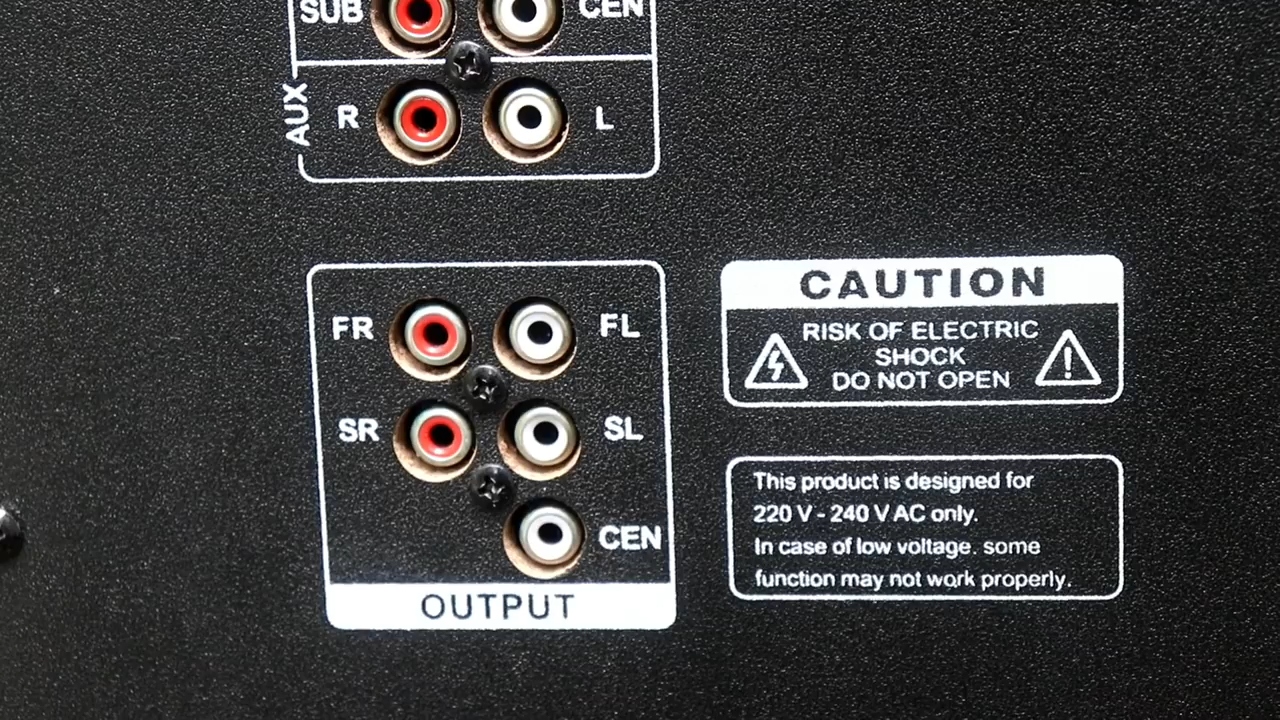 SUB CEN
AUX
R L
FR FL
SR SL
CEN
OUTPUT
CAUTION
RISK OF ELECTRIC
SHOCK
DO NOT OPEN
This product is designed for
220 V - 240 V AC only.
In case of low voltage. some
function may not work properly.